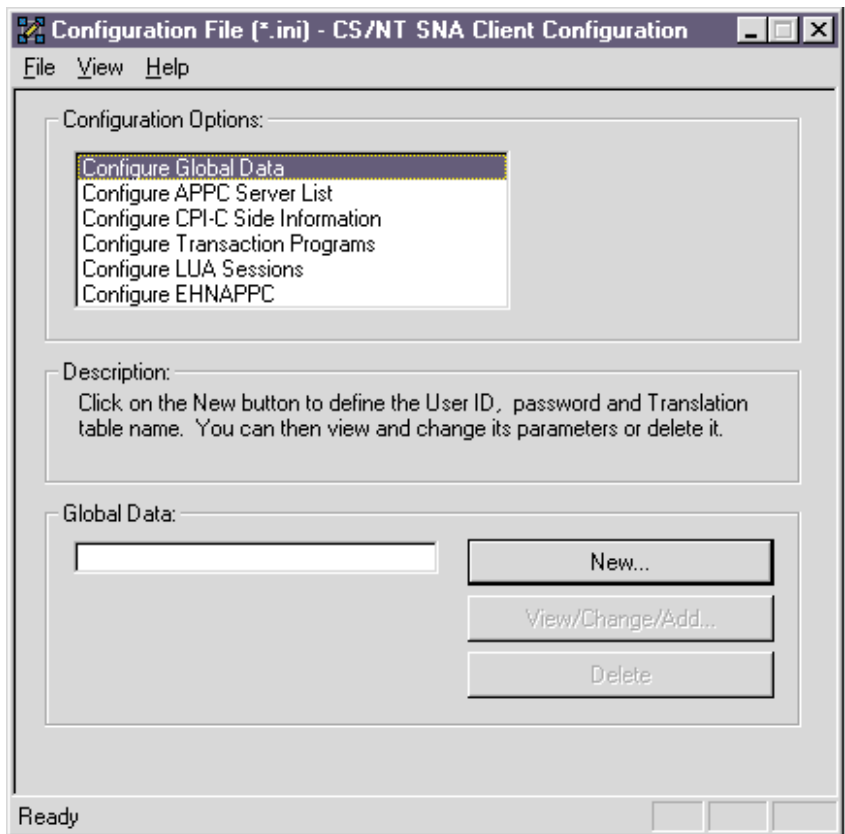 Configuration File (*.ini) - CS/NT SNA Client Configuration
File View Help
Configuration Options:
Configure Global Data
Configure APPC Server List
Configure CPI-C Side Information
Configure Transaction Programs
Configure LUA Sessions
Configure EHNAPPC
Description:
Click on the New button to define the User ID, password and Translation
table name. You can then view and change its parameters or delete it.
Global Data:
New...
View/Change/Add...
Delete
Ready